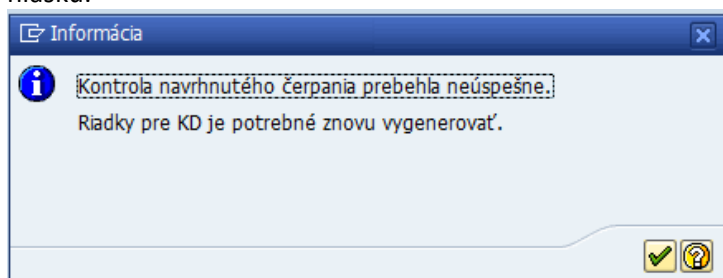 Informácia
Kontrola navrhnutého čerpania prebehla neúspešne.
Riadky pre KD je potrebné znovu vygenerovať.